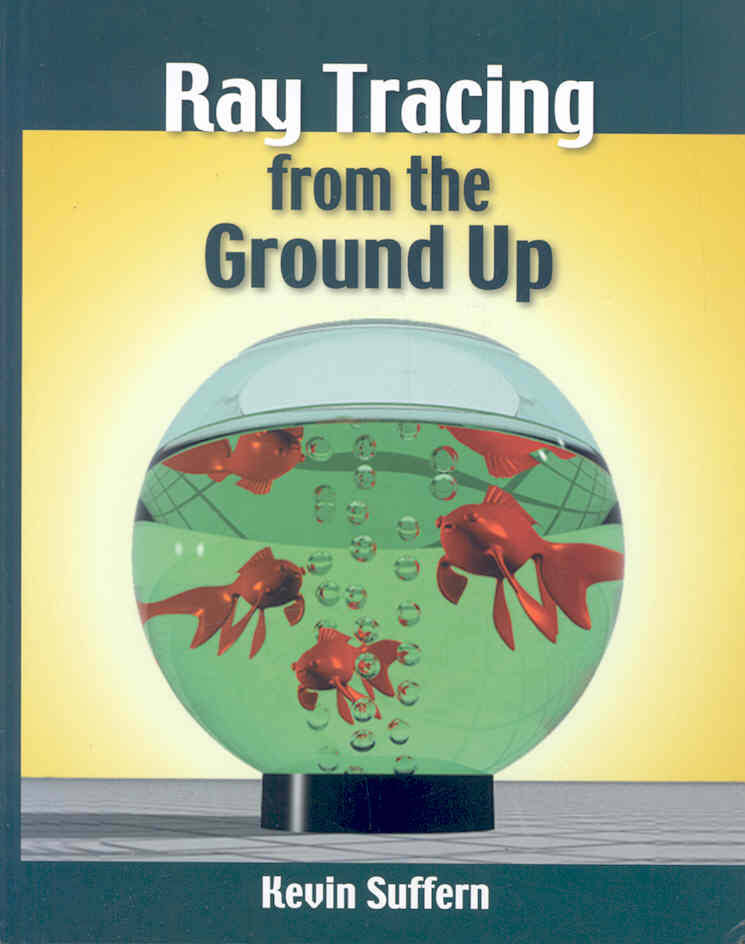 Ray Tracing
from the
Ground Up
Kevin Suffern